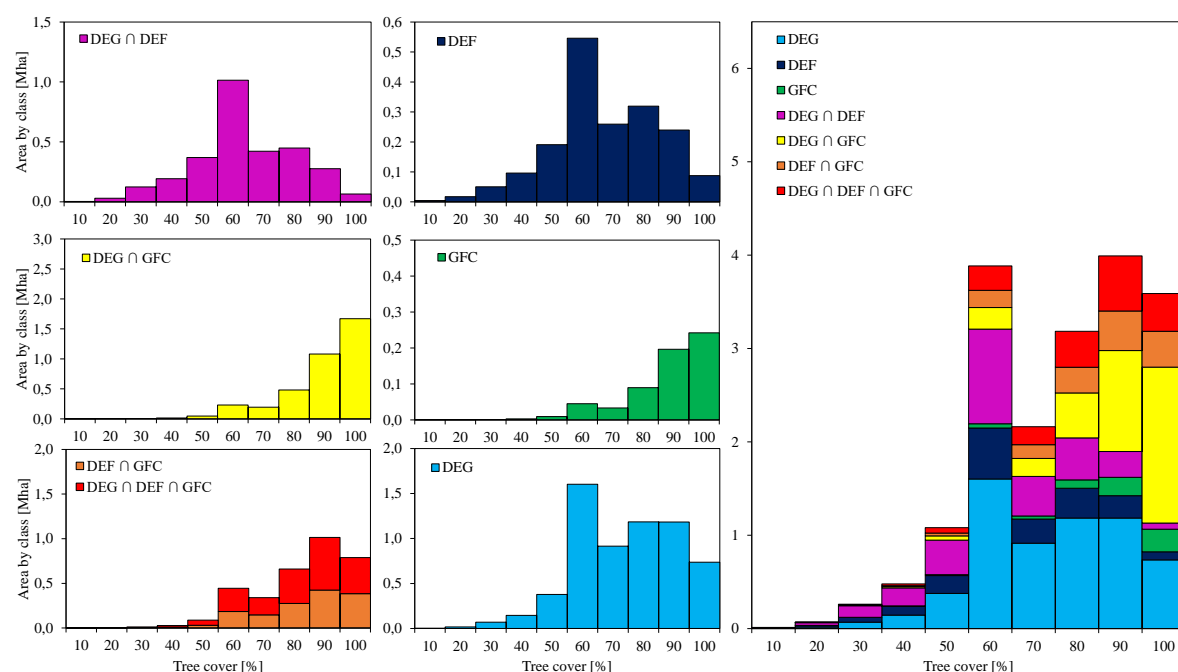 DEG ∩ DEF
Area by class [Mha]
1,5
1,0
0,5
0,0
10 20 30 40 50 60 70 80 90 100
DEF
0,6
0,5
0,4
0,3
0,2
0,1
0,0
10 20 30 40 50 60 70 80 90 100
DEG ∩ GFC
Area by class [Mha]
3,0
2,5
2,0
1,5
1,0
0,5
0,0
10 20 30 40 50 60 70 80 90 100
GFC
0,5
0,4
0,3
0,2
0,1
0,0
10 20 30 40 50 60 70 80 90 100
DEF ∩ GFC
DEG ∩ DEF ∩ GFC
Area by class [Mha]
2,0
1,5
1,0
0,5
0,0
10 20 30 40 50 60 70 80 90 100
Tree cover [%]
DEG
2,0
1,5
1,0
0,5
0,0
10 20 30 40 50 60 70 80 90 100
Tree cover [%]
DEG
DEF
GFC
DEG ∩ DEF
DEG ∩ GFC
DEF ∩ GFC
DEG ∩ DEF ∩ GFC
6
5
4
3
2
1
0
10 20 30 40 50 60 70 80 90 100
Tree cover [%]